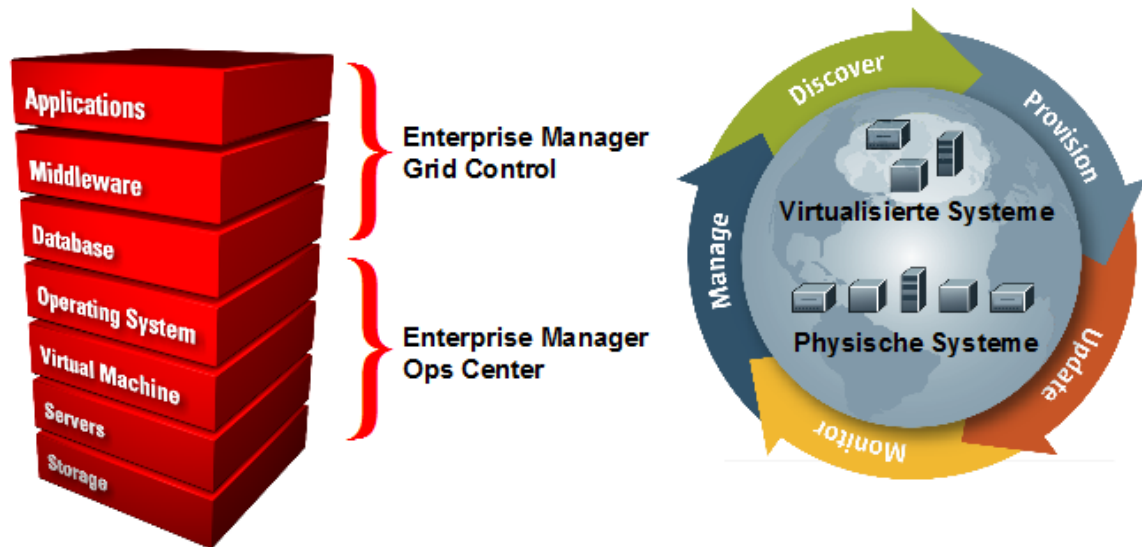 Applications
Middleware
Database
Operating System
Virtual Machine
Servers
Storage
Enterprise Manager
Grid Control
Enterprise Manager
Ops Center
Discover
Provision
Update
Monitor
Manage
Virtualisierte Systeme
Physische Systeme